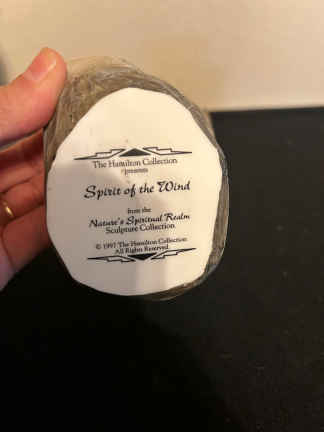 The Hamilton Collection
presents
Spirit of the Wind
from the
Nature's Spiritual Realm
Sculpture Collection
© 1997 The Hamilton Collection
All Rights Reserved.